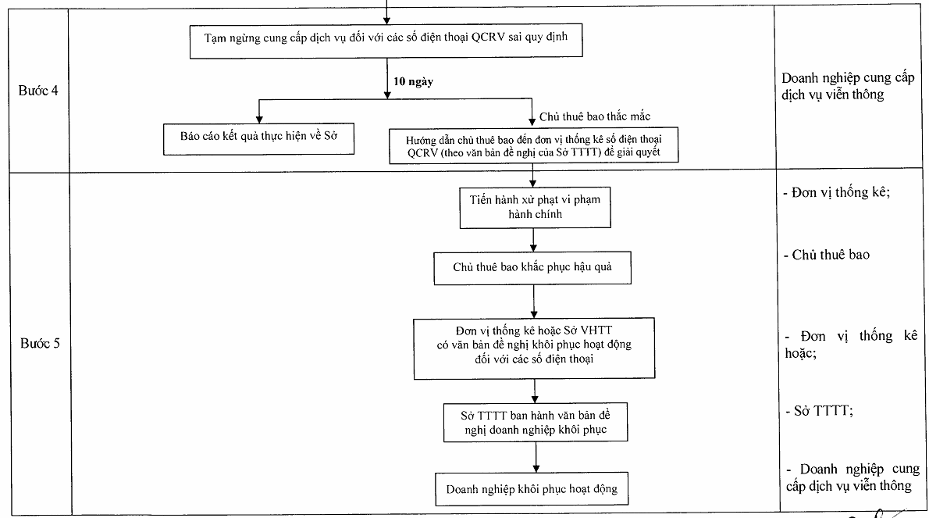 Tạm ngừng cung cấp dịch vụ đối với các số điện thoại QCRV sai quy định
10 ngày
Bước 4
Doanh nghiệp cung cấp
dịch vụ viễn thông
Chủ thuê bao thắc mắc
Báo cáo kết quả thực hiện về Sở
Hướng dẫn chủ thuê bao đến đơn vị thống kê số điện thoại
QCRV (theo văn bản đề nghị của Sở TTTT) để giải quyết
Tiến hành xử phạt vi phạm
hành chính
- Đơn vị thống kê;
Chủ thuê bao khắc phục hậu quả
- Chủ thuê bao
Bước 5
Đơn vị thống kê hoặc Sở VHTT
có văn bản đề nghị khôi phục hoạt động
đối với các số điện thoại
- Đơn vị thống kê
hoặc;
Sở TTTT ban hành văn bản đề
nghị doanh nghiệp khôi phục
- Sở TTTT;
Doanh nghiệp khôi phục hoạt động
- Doanh nghiệp cung
cấp dịch vụ viễn thông